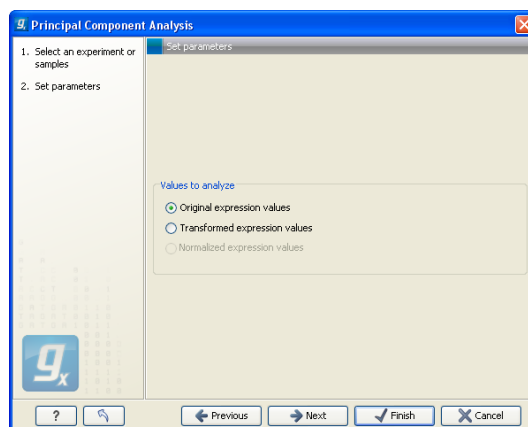 Principal Component Analysis
1. Select an experiment or
samples
2. Set parameters
Set parameters
Values to analyze
Original expression values
Transformed expression values
Normalized expression values
gx
?
Previous
Next
Finish
Cancel